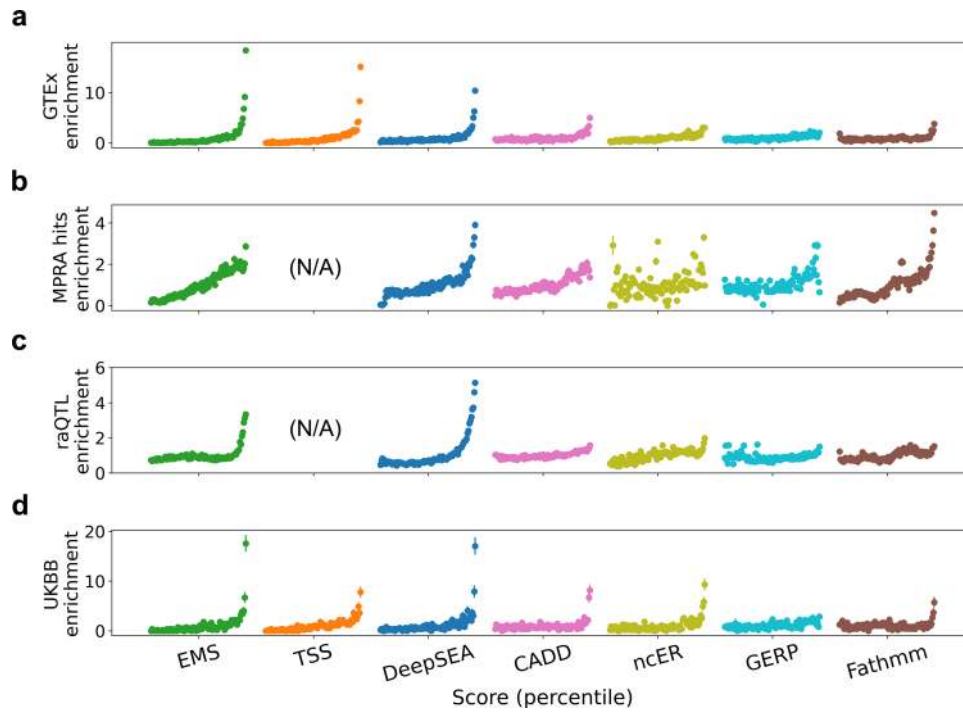 a
GTEx
enrichment
10
0
b
MPRA hits
enrichment
4
2
0
(N/A)
c
raQTL
enrichment
6
4
2
0
(N/A)
d
UKBB
enrichment
20
10
0
EMS
TSS
DeepSEA
CADD
ncER
GERP
Fathmm
Score (percentile)